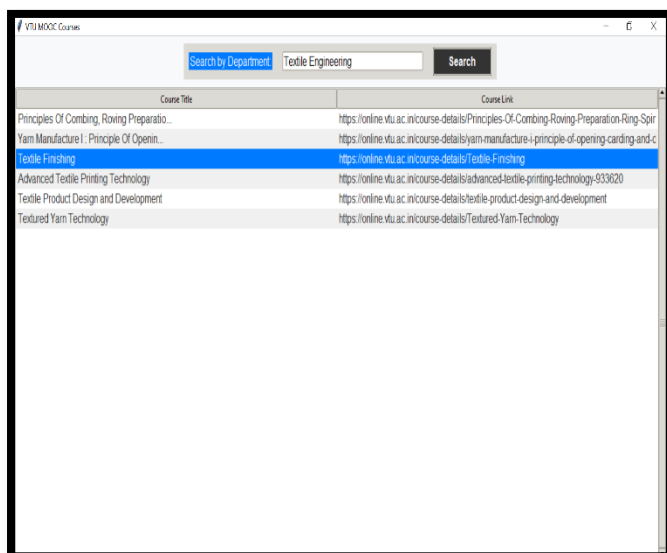 VTU MOOC Courses
Search by Department: Textile Engineering Search
Course Title Course Link
Principles Of Combing, Roving Preparatio... https://online.vtu.ac.in/course-details/Principles-Of-Combing-Roving-Preparation-Ring-Spir
Yarn Manufacture I : Principle Of Openin... https://online.vtu.ac.in/course-details/yarn-manufacture-i-principle-of-opening-carding-and-c
Textile Finishing https://online.vtu.ac.in/course-details/Textile-Finishing
Advanced Textile Printing Technology https://online.vtu.ac.in/course-details/advanced-textile-printing-technology-933620
Textile Product Design and Development https://online.vtu.ac.in/course-details/textile-product-design-and-development
Textured Yarn Technology https://online.vtu.ac.in/course-details/Textured-Yarn-Technology